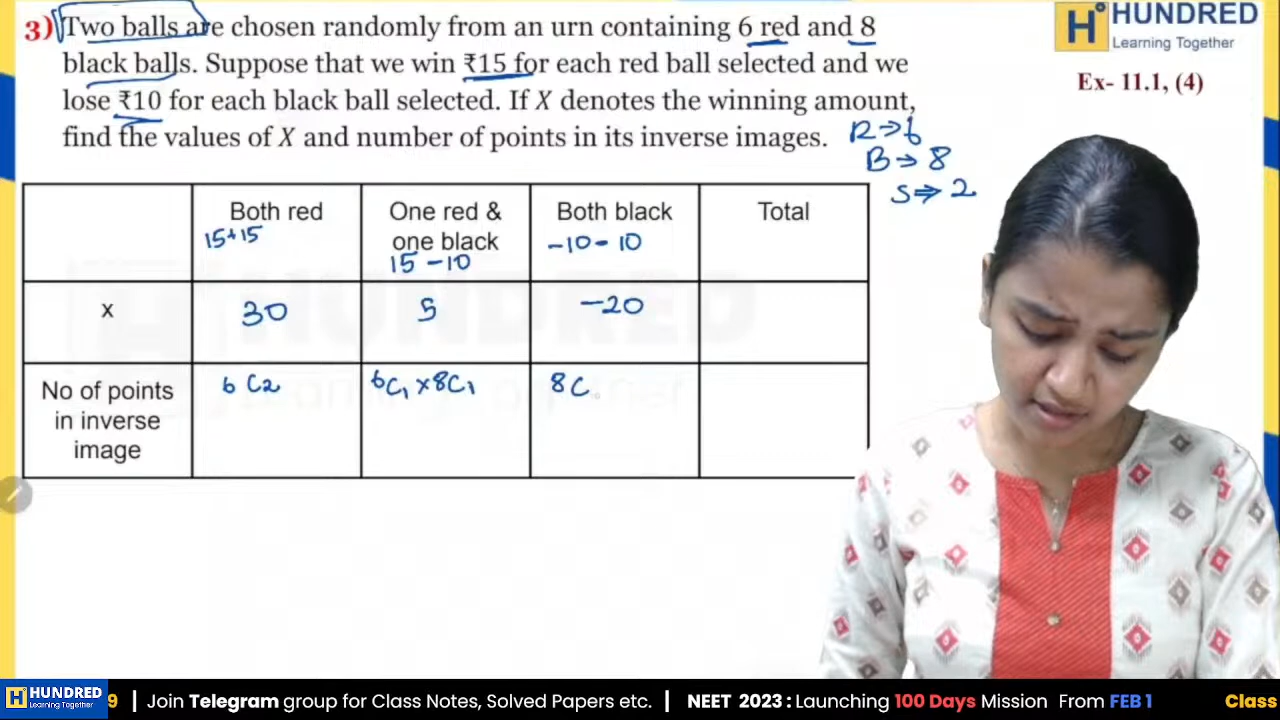 3) Two balls are chosen randomly from an urn containing 6 red and 8
black balls. Suppose that we win ₹15 for each red ball selected and we
lose ₹10 for each black ball selected. If X denotes the winning amount,
find the values of X and number of points in its inverse images.
H HUNDRED
Learning Together
Ex- 11.1, (4)
R → 6
B → 8
S ⇒ 2
Both red
15+15
One red &
one black
15 - 10
Both black
-10 - 10
Total
x
30
5
-20
No of points
in inverse
image
6 C2
6C₁ × 8C₁
8C
H HUNDRED
Learning Together
9 | Join Telegram group for Class Notes, Solved Papers etc. | NEET 2023 : Launching 100 Days Mission From FEB 1 Class